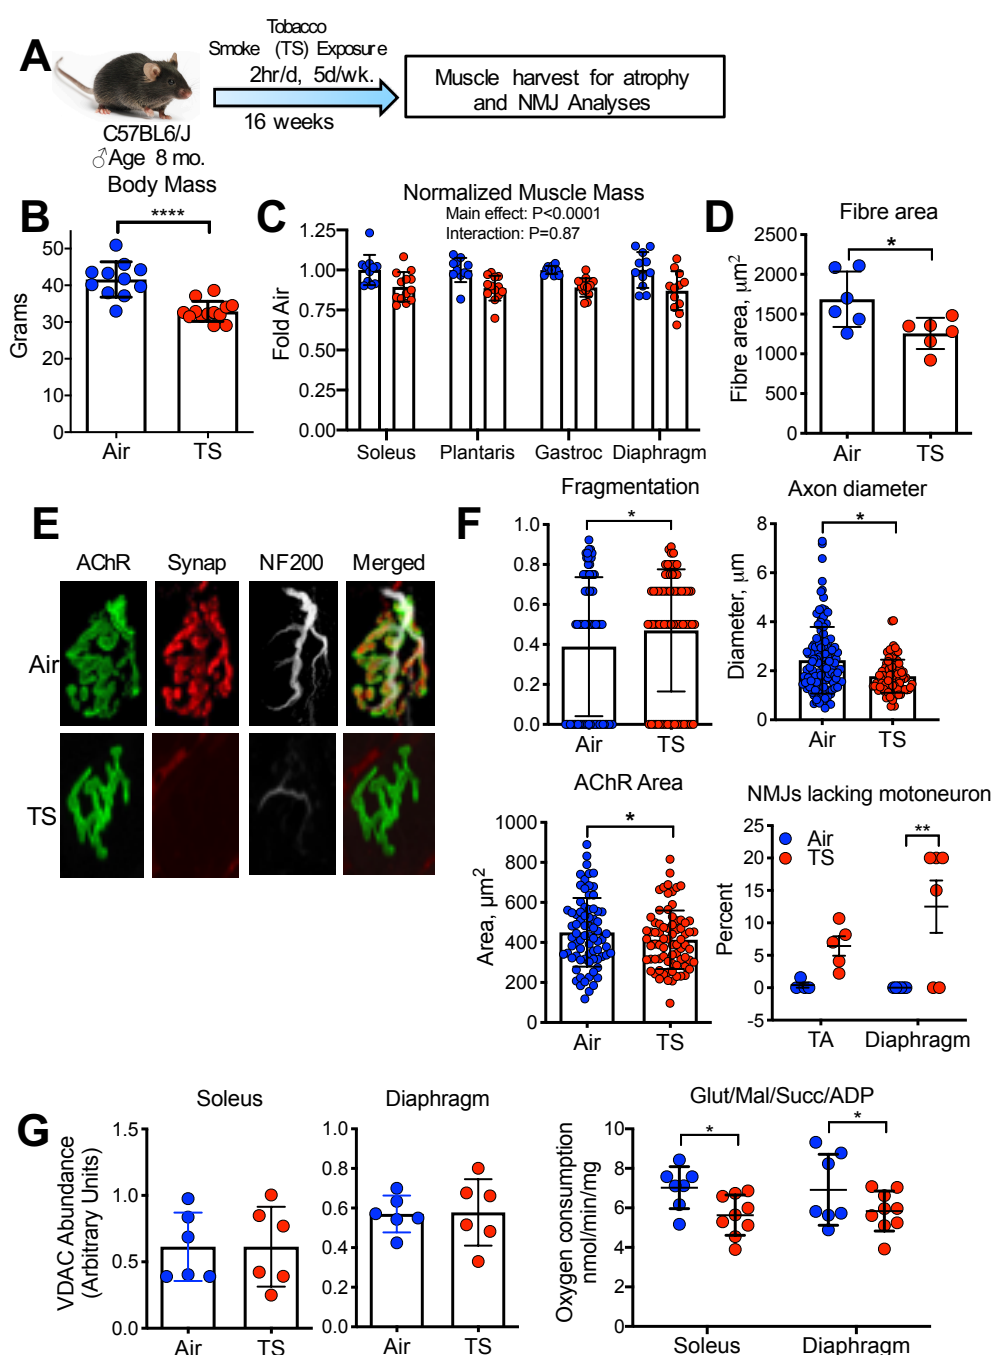 A
Tobacco
Smoke (TS) Exposure
2hr/d, 5d/wk.
16 weeks
Muscle harvest for atrophy
and NMJ Analyses
C57BL6/J
♂Age 8 mo.
B
Body Mass
****
Grams
50
40
30
20
10
0
Air
TS
C
Normalized Muscle Mass
Main effect: P<0.0001
Interaction: P=0.87
Fold Air
1.25
1.00
0.75
0.50
0.25
0.00
Soleus
Plantaris
Gastroc
Diaphragm
D
Fibre area
*
Fibre area, μm²
2500
2000
1500
1000
500
0
Air
TS
E
AChR
Synap
NF200
Merged
Air
TS
F
Fragmentation
*
1.0
0.8
0.6
0.4
0.2
0.0
Air
TS
Axon diameter
*
Diameter, μm
8
6
4
2
0
Air
TS
AChR Area
*
Area, μm²
1000
800
600
400
200
0
Air
TS
NMJs lacking motoneuron
Air
TS
**
Percent
25
20
15
10
5
0
-5
TA
Diaphragm
G
Soleus
VDAC Abundance
(Arbitrary Units)
1.5
1.0
0.5
0.0
Air
TS
Diaphragm
1.0
0.8
0.6
0.4
0.2
0.0
Air
TS
Glut/Mal/Succ/ADP
*
*
Oxygen consumption
nmol/min/mg
10
8
6
4
2
0
Soleus
Diaphragm